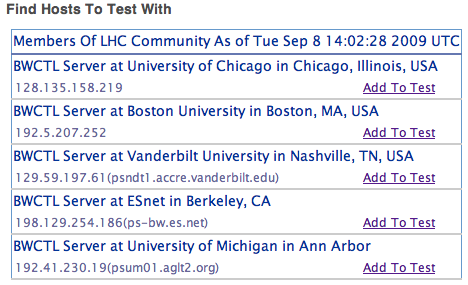 Find Hosts To Test With
Members Of LHC Community As of Tue Sep 8 14:02:28 2009 UTC
BWCTL Server at University of Chicago in Chicago, Illinois, USA
128.135.158.219 Add To Test
BWCTL Server at Boston University in Boston, MA, USA
192.5.207.252 Add To Test
BWCTL Server at Vanderbilt University in Nashville, TN, USA
129.59.197.61(psndt1.accre.vanderbilt.edu) Add To Test
BWCTL Server at ESnet in Berkeley, CA
198.129.254.186(ps-bw.es.net) Add To Test
BWCTL Server at University of Michigan in Ann Arbor
192.41.230.19(psum01.aglt2.org) Add To Test